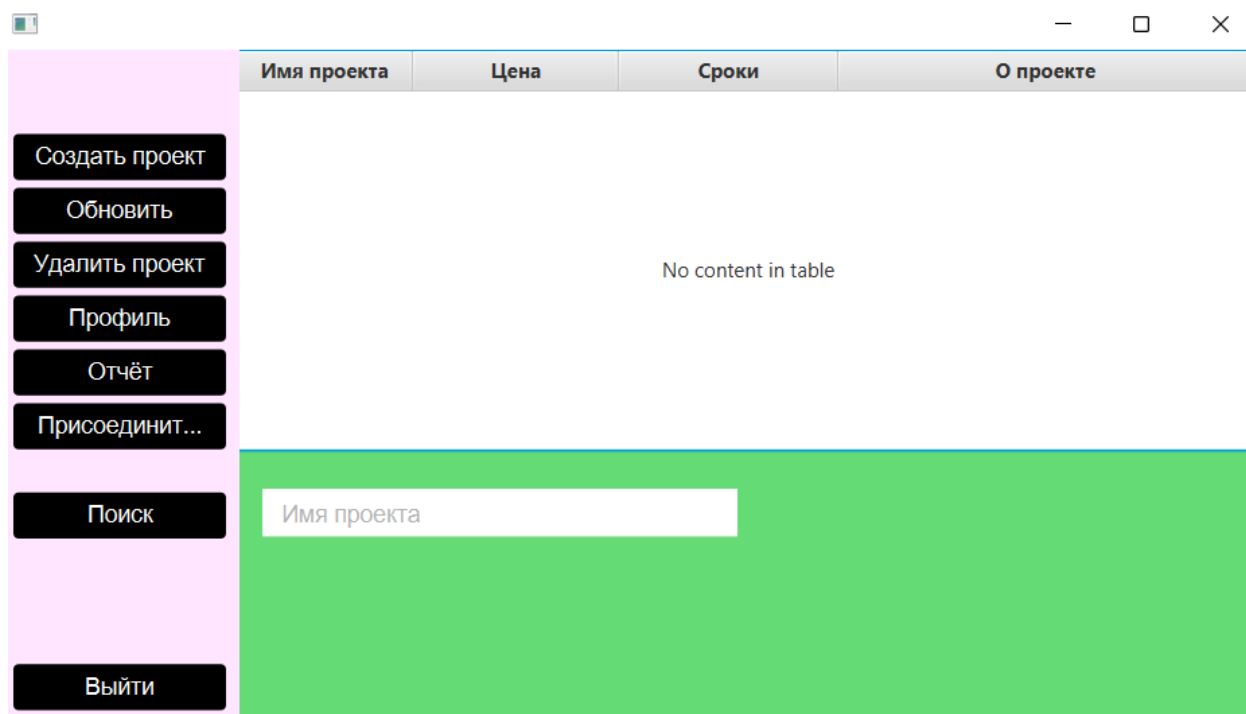 Имя проекта
Цена
Сроки
О проекте
Создать проект
Обновить
Удалить проект
Профиль
Отчёт
Присоединит...
Поиск
Выйти
No content in table
Имя проекта